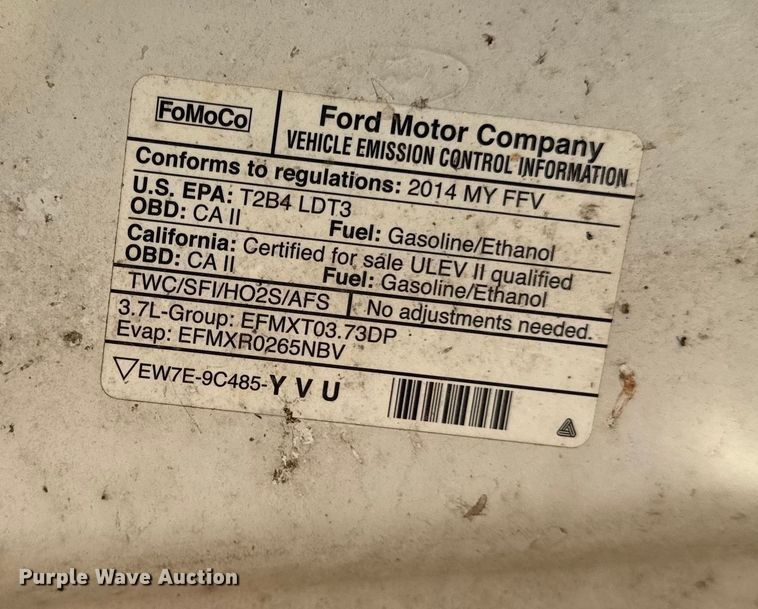 FoMoCo
Ford Motor Company
VEHICLE EMISSION CONTROL INFORMATION
Conforms to regulations: 2014 MY FFV
U.S. EPA: T2B4 LDT3
OBD: CA II Fuel: Gasoline/Ethanol
California: Certified for sale ULEV II qualified
OBD: CA II Fuel: Gasoline/Ethanol
TWC/SFI/HO2S/AFS No adjustments needed.
3.7L-Group: EFMXT03.73DP
Evap: EFMXR0265NBV
EW7E-9C485-Y V U
Purple Wave Auction